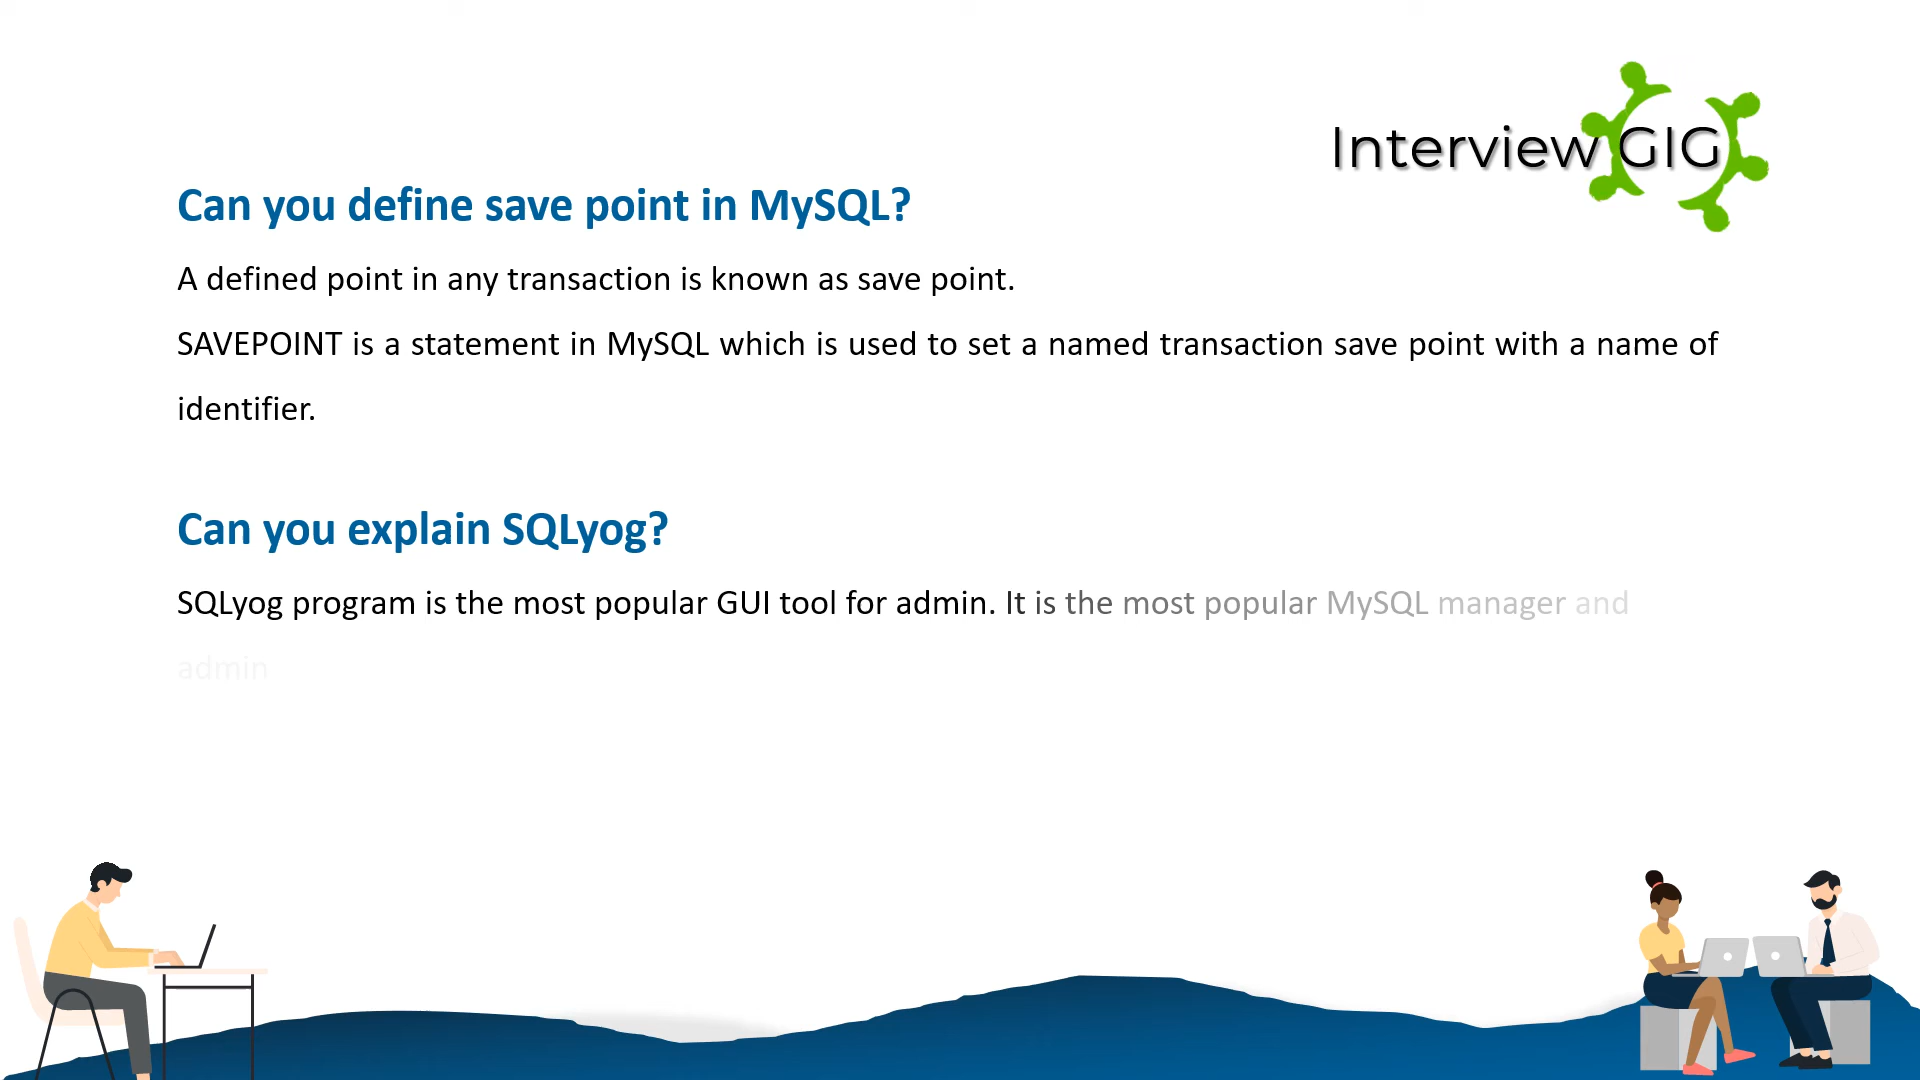 Interview GIG
Can you define save point in MySQL?
A defined point in any transaction is known as save point.
SAVEPOINT is a statement in MySQL which is used to set a named transaction save point with a name of
identifier.
Can you explain SQLyog?
SQLyog program is the most popular GUI tool for admin. It is the most popular MySQL manager and
admin